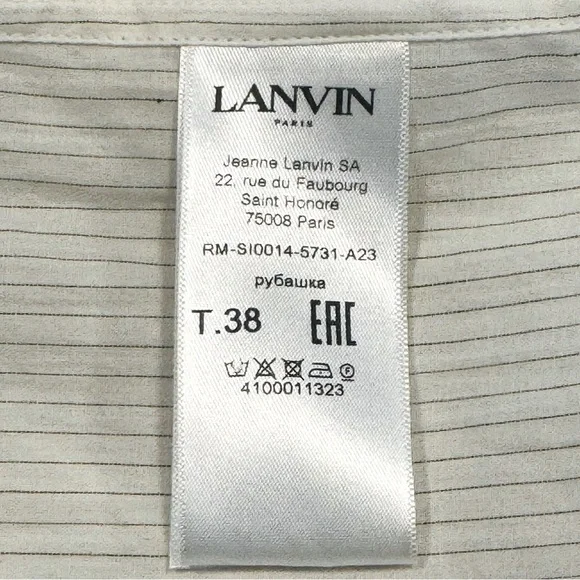 LANVIN
PARIS
Jeanne Lanvin SA
22, rue du Faubourg
Saint Honoré
75008 Paris
RM-SI0014-5731-A23
рубашка
T.38 EAC
4100011323